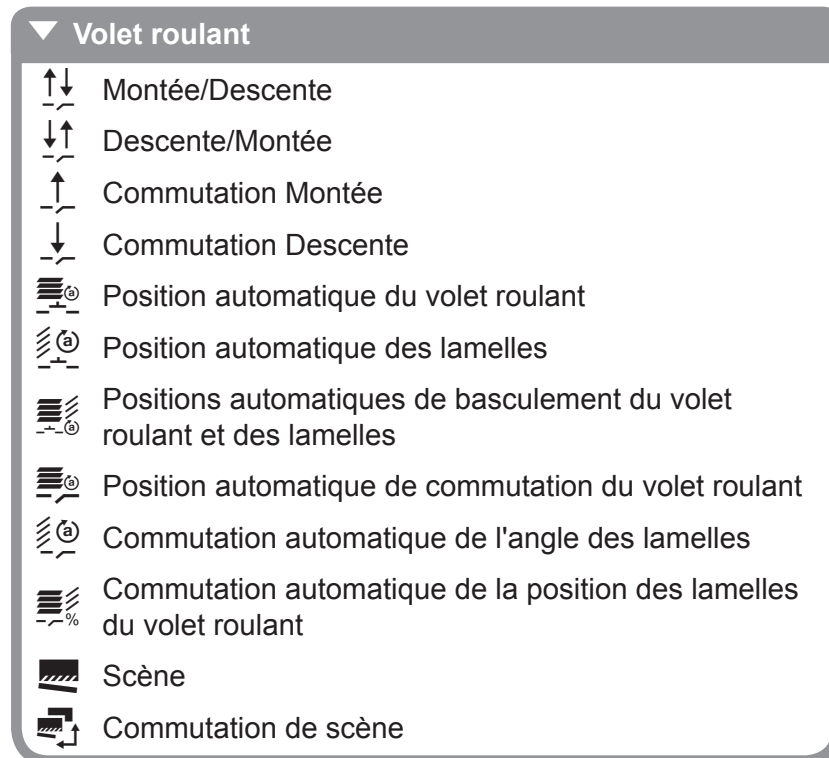 Volet roulant
Montée/Descente
Descente/Montée
Commutation Montée
Commutation Descente
a Position automatique du volet roulant
a Position automatique des lamelles
Positions automatiques de basculement du volet
a roulant et des lamelles
a Position automatique de commutation du volet roulant
a Commutation automatique de l'angle des lamelles
Commutation automatique de la position des lamelles
% du volet roulant
Scène
Commutation de scène